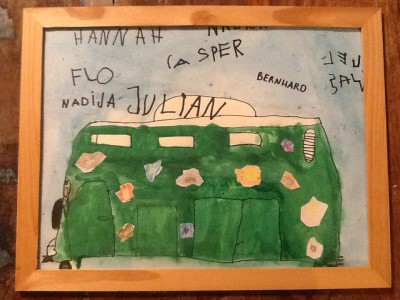 HANNAH
CASPER
FLO
BERNHARD
NADIJA JULIAN